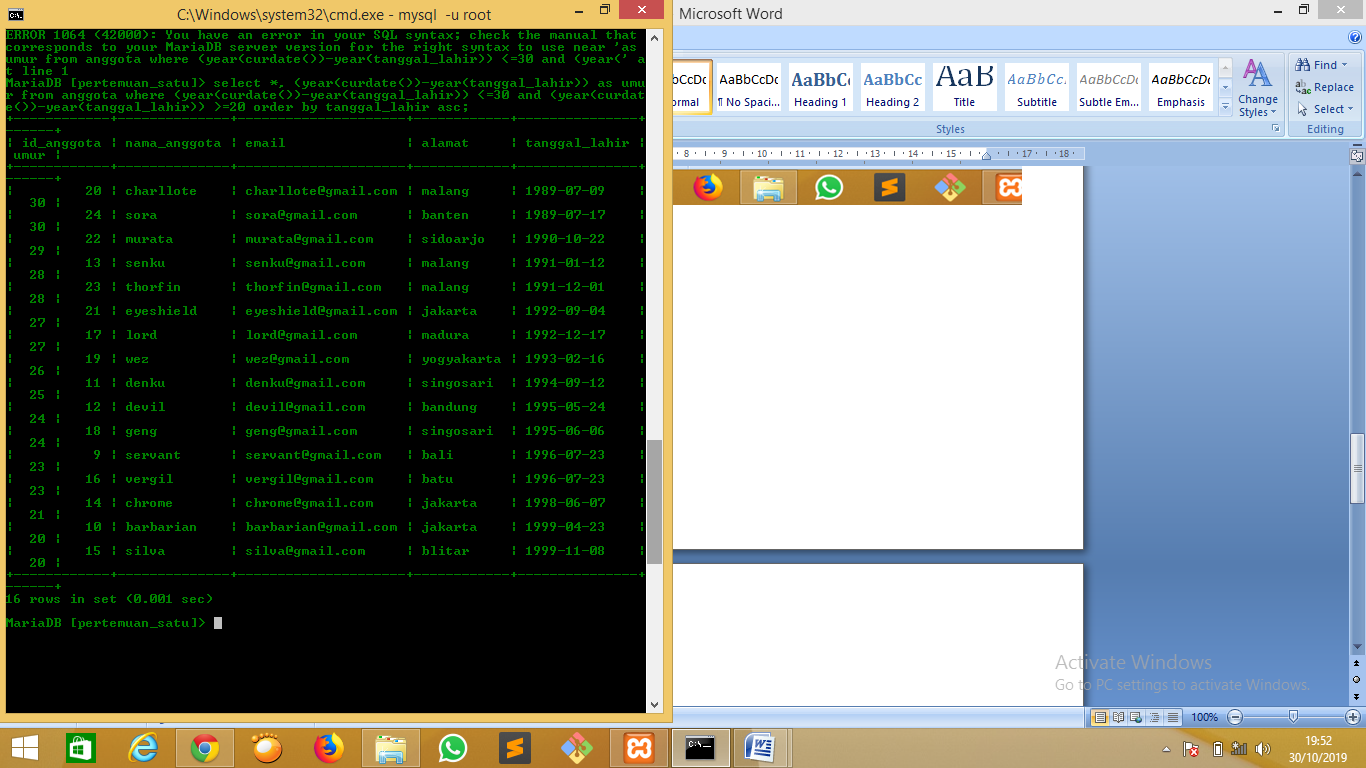 C:\Windows\system32\cmd.exe - mysql -u root
ERROR 1064 (42000): You have an error in your SQL syntax; check the manual that
corresponds to your MariaDB server version for the right syntax to use near 'as
umur from anggota where (year(curdate())-year(tanggal_lahir)) <=30 and (year(' a
t line 1
MariaDB [pertemuan_satu]> select *, (year(curdate())-year(tanggal_lahir)) as umu
r from anggota where (year(curdate())-year(tanggal_lahir)) <=30 and (year(curdat
e())-year(tanggal_lahir)) >=20 order by tanggal_lahir asc;
+------------+--------------+---------------------+------------+---------------+
------+
| id_anggota | nama_anggota | email | alamat | tanggal_lahir |
umur |
+------------+--------------+---------------------+------------+---------------+
------+
| 20 | charllote | charllote@gmail.com | malang | 1989-07-09 |
30 |
| 24 | sora | sora@gmail.com | banten | 1989-07-17 |
30 |
| 22 | murata | murata@gmail.com | sidoarjo | 1990-10-22 |
29 |
| 13 | senku | senku@gmail.com | malang | 1991-01-12 |
28 |
| 23 | thorfin | thorfin@gmail.com | malang | 1991-12-01 |
28 |
| 21 | eyeshield | eyeshield@gmail.com | jakarta | 1992-09-04 |
27 |
| 17 | lord | lord@gmail.com | madura | 1992-12-17 |
27 |
| 19 | wez | wez@gmail.com | yogyakarta | 1993-02-16 |
26 |
| 11 | denku | denku@gmail.com | singosari | 1994-09-12 |
25 |
| 12 | devil | devil@gmail.com | bandung | 1995-05-24 |
24 |
| 18 | geng | geng@gmail.com | singosari | 1995-06-06 |
24 |
| 9 | servant | servant@gmail.com | bali | 1996-07-23 |
23 |
| 16 | vergil | vergil@gmail.com | batu | 1996-07-23 |
23 |
| 14 | chrome | chrome@gmail.com | jakarta | 1998-06-07 |
21 |
| 10 | barbarian | barbarian@gmail.com | jakarta | 1999-04-23 |
20 |
| 15 | silva | silva@gmail.com | blitar | 1999-11-08 |
20 |
+------------+--------------+---------------------+------------+---------------+
------+
16 rows in set (0.001 sec)
MariaDB [pertemuan_satu]>
Microsoft Word
AaBbCcDc AaBbC AaBbCc AaB AaBbCc AaBbCcDc AaBbCcDc
¶ No Spaci... Heading 1 Heading 2 Title Subtitle Subtle Em... Emphasis
Change
Styles
Find
Replace
Select
Styles
Editing
8 9 10 11 12 13 14 15 17 18
Activate Windows
Go to PC settings to activate Windows.
100%
19:52
30/10/2019